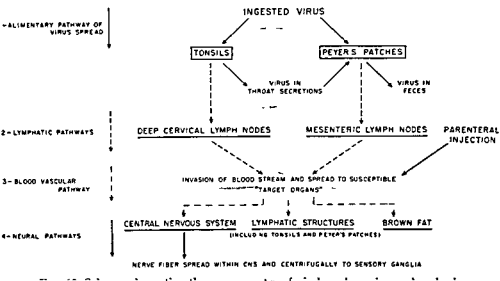 INGESTED VIRUS
1-ALIMENTARY PATHWAY OF
VIRUS SPREAD
TONSILS
PEYER'S PATCHES
VIRUS IN
THROAT SECRETIONS
VIRUS IN
FECES
2-LYMPHATIC PATHWAYS
DEEP CERVICAL LYMPH NODES
MESENTERIC LYMPH NODES
PARENTERAL
INJECTION
3-BLOOD VASCULAR
PATHWAY
INVASION OF BLOOD STREAM AND SPREAD TO SUSCEPTIBLE
"TARGET ORGANS"
4-NEURAL PATHWAYS
CENTRAL NERVOUS SYSTEM
LYMPHATIC STRUCTURES
BROWN FAT
(INCLUDING TONSILS AND PEYER'S PATCHES)
NERVE FIBER SPREAD WITHIN CNS AND CENTRIFUGALLY TO SENSORY GANGLIA